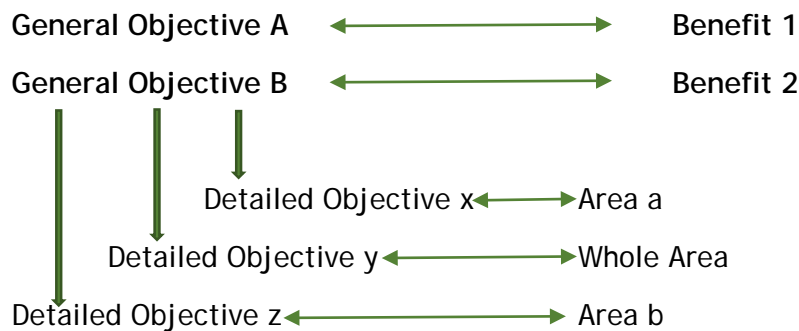 General Objective A Benefit 1
General Objective B Benefit 2
Detailed Objective x Area a
Detailed Objective y Whole Area
Detailed Objective z Area b